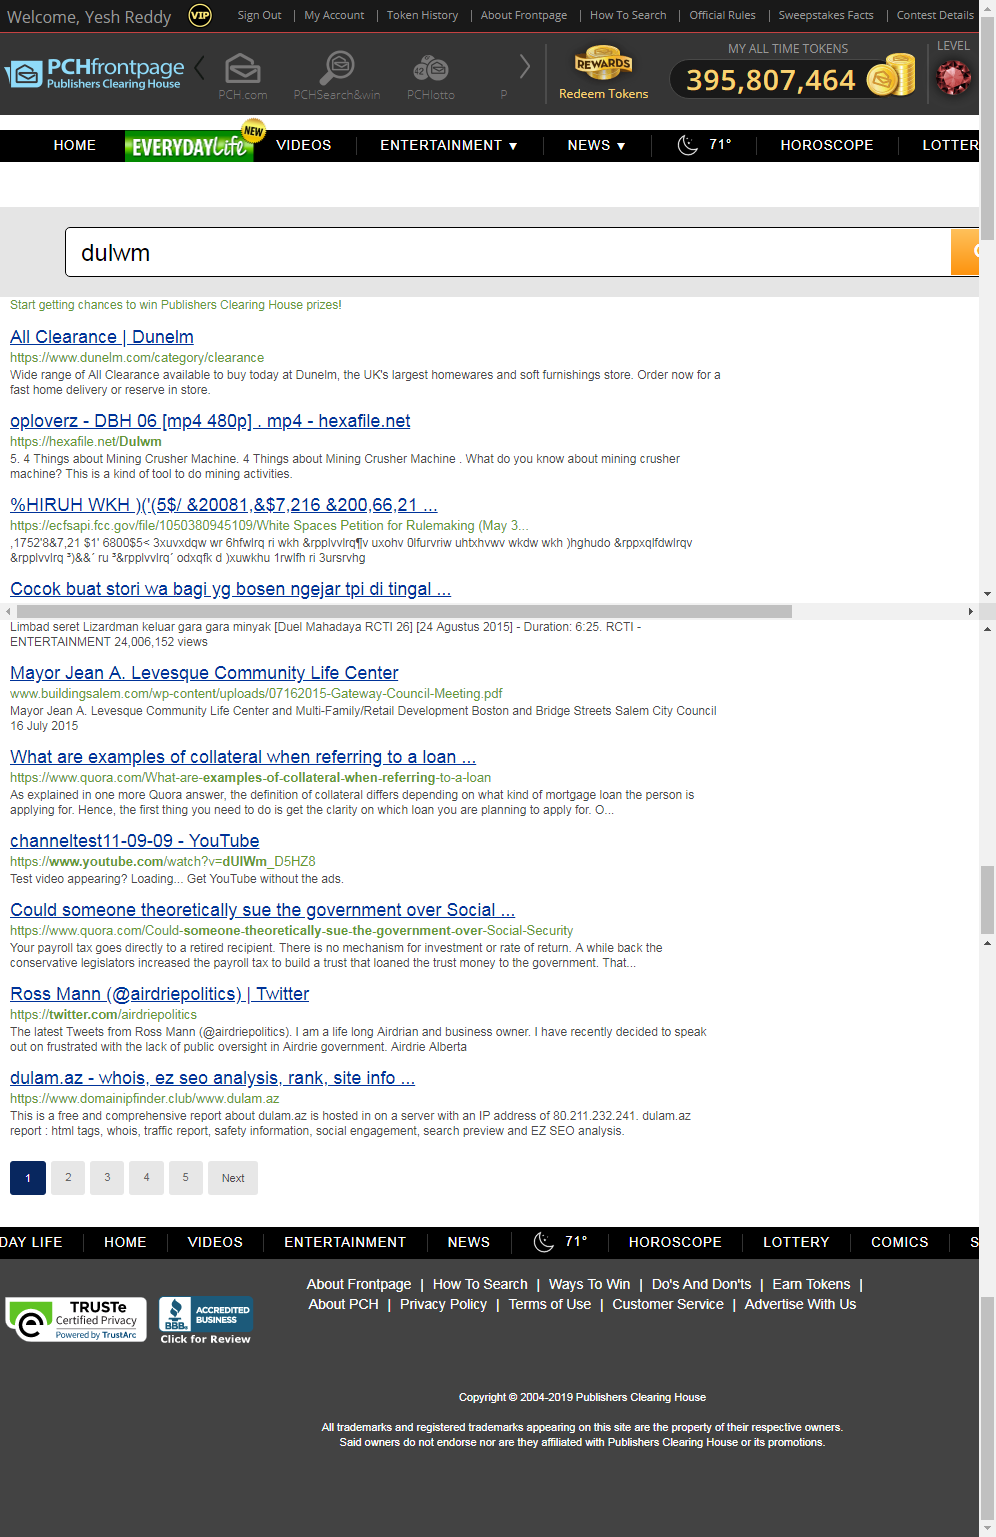 Welcome, Yesh Reddy VIP Sign Out | My Account | Token History | About Frontpage | How To Search | Official Rules | Sweepstakes Facts | Contest Details
PCHfrontpage
Publishers Clearing House
PCH.com PCHSearch&win PCHlotto P
REWARDS
Redeem Tokens
MY ALL TIME TOKENS
395,807,464
LEVEL
HOME EVERYDAY Life NEW VIDEOS ENTERTAINMENT ▼ NEWS ▼ 71° HOROSCOPE LOTTER
dulwm
Start getting chances to win Publishers Clearing House prizes!
All Clearance | Dunelm
https://www.dunelm.com/category/clearance
Wide range of All Clearance available to buy today at Dunelm, the UK's largest homewares and soft furnishings store. Order now for a
fast home delivery or reserve in store.
oploverz - DBH 06 [mp4 480p] . mp4 - hexafile.net
https://hexafile.net/Dulwm
5. 4 Things about Mining Crusher Machine. 4 Things about Mining Crusher Machine . What do you know about mining crusher
machine? This is a kind of tool to do mining activities.
%HIRUH WKH )('(5$/ &20081,&$7,216 &200,66,21 ...
https://ecfsapi.fcc.gov/file/1050380945109/White Spaces Petition for Rulemaking (May 3...
,1752'8&7,21 $1' 6800$5< 3xuvxdqw wr 6hfwlrq ri wkh &rpplvvlrq¶v uxohv 0lfurvriw uhtxhvwv wkdw wkh )hghudo &rppxqlfdwlrqv
&rpplvvlrq ³)&&´ ru ³&rpplvvlrq´ odxqfk d )xuwkhu 1rwlfh ri 3ursrvhg
Cocok buat stori wa bagi yg bosen ngejar tpi di tingal ...
Limbad seret Lizardman keluar gara gara minyak [Duel Mahadaya RCTI 26] [24 Agustus 2015] - Duration: 6:25. RCTI -
ENTERTAINMENT 24,006,152 views
Mayor Jean A. Levesque Community Life Center
www.buildingsalem.com/wp-content/uploads/07162015-Gateway-Council-Meeting.pdf
Mayor Jean A. Levesque Community Life Center and Multi-Family/Retail Development Boston and Bridge Streets Salem City Council
16 July 2015
What are examples of collateral when referring to a loan ...
https://www.quora.com/What-are-examples-of-collateral-when-referring-to-a-loan
As explained in one more Quora answer, the definition of collateral differs depending on what kind of mortgage loan the person is
applying for. Hence, the first thing you need to do is get the clarity on which loan you are planning to apply for. O...
channeltest11-09-09 - YouTube
https://www.youtube.com/watch?v=dUlWm_D5HZ8
Test video appearing? Loading... Get YouTube without the ads.
Could someone theoretically sue the government over Social ...
https://www.quora.com/Could-someone-theoretically-sue-the-government-over-Social-Security
Your payroll tax goes directly to a retired recipient. There is no mechanism for investment or rate of return. A while back the
conservative legislators increased the payroll tax to build a trust that loaned the trust money to the government. That...
Ross Mann (@airdriepolitics) | Twitter
https://twitter.com/airdriepolitics
The latest Tweets from Ross Mann (@airdriepolitics). I am a life long Airdrian and business owner. I have recently decided to speak
out on frustrated with the lack of public oversight in Airdrie government. Airdrie Alberta
dulam.az - whois, ez seo analysis, rank, site info ...
https://www.domainipfinder.club/www.dulam.az
This is a free and comprehensive report about dulam.az is hosted in on a server with an IP address of 80.211.232.241. dulam.az
report : html tags, whois, traffic report, safety information, social engagement, search preview and EZ SEO analysis.
1 2 3 4 5 Next
DAY LIFE HOME VIDEOS ENTERTAINMENT NEWS 71° HOROSCOPE LOTTERY COMICS S
About Frontpage | How To Search | Ways To Win | Do's And Don'ts | Earn Tokens |
About PCH | Privacy Policy | Terms of Use | Customer Service | Advertise With Us
TRUSTe
Certified Privacy
Powered by TrustArc
BBB.
ACCREDITED
BUSINESS
Click for Review
Copyright © 2004-2019 Publishers Clearing House
All trademarks and registered trademarks appearing on this site are the property of their respective owners.
Said owners do not endorse nor are they affiliated with Publishers Clearing House or its promotions.